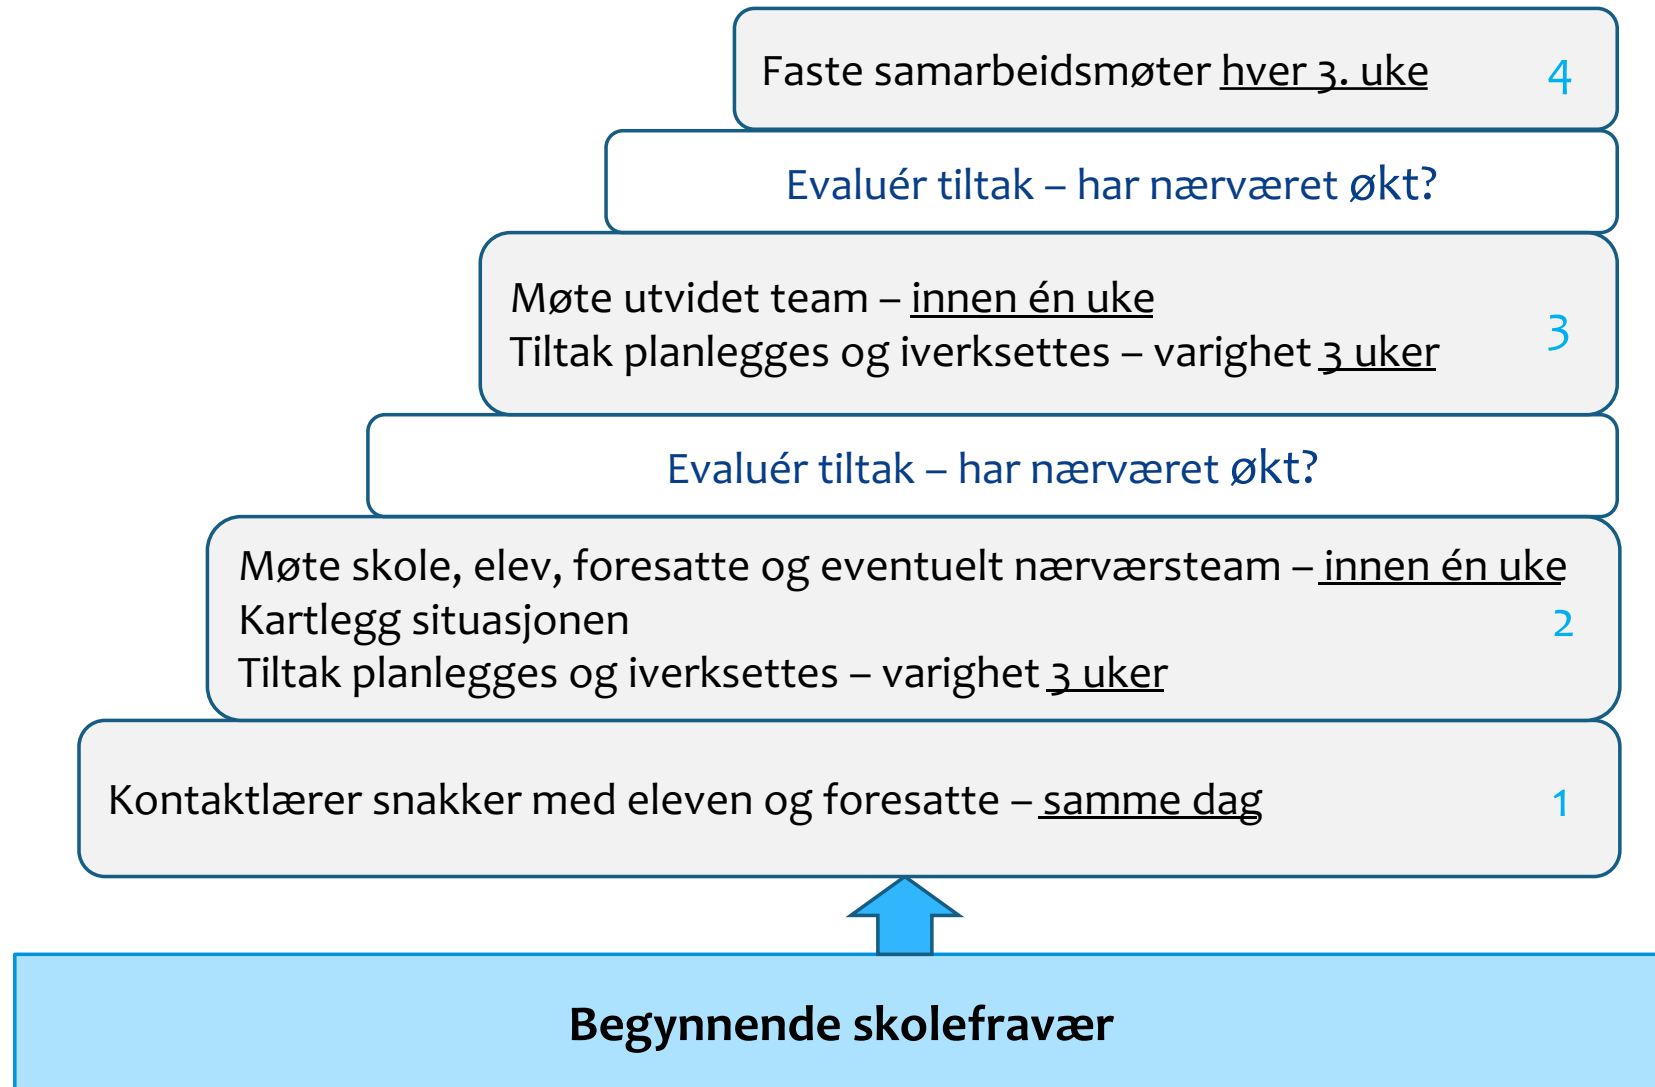 Faste samarbeidsmøter hver 3. uke 4
Evaluér tiltak – har nærværet økt?
Møte utvidet team – innen én uke
Tiltak planlegges og iverksettes – varighet 3 uker 3
Evaluér tiltak – har nærværet økt?
Møte skole, elev, foresatte og eventuelt nærværsteam – innen én uke
Kartlegg situasjonen 2
Tiltak planlegges og iverksettes – varighet 3 uker
Kontaktlærer snakker med eleven og foresatte – samme dag 1
Begynnende skolefravær